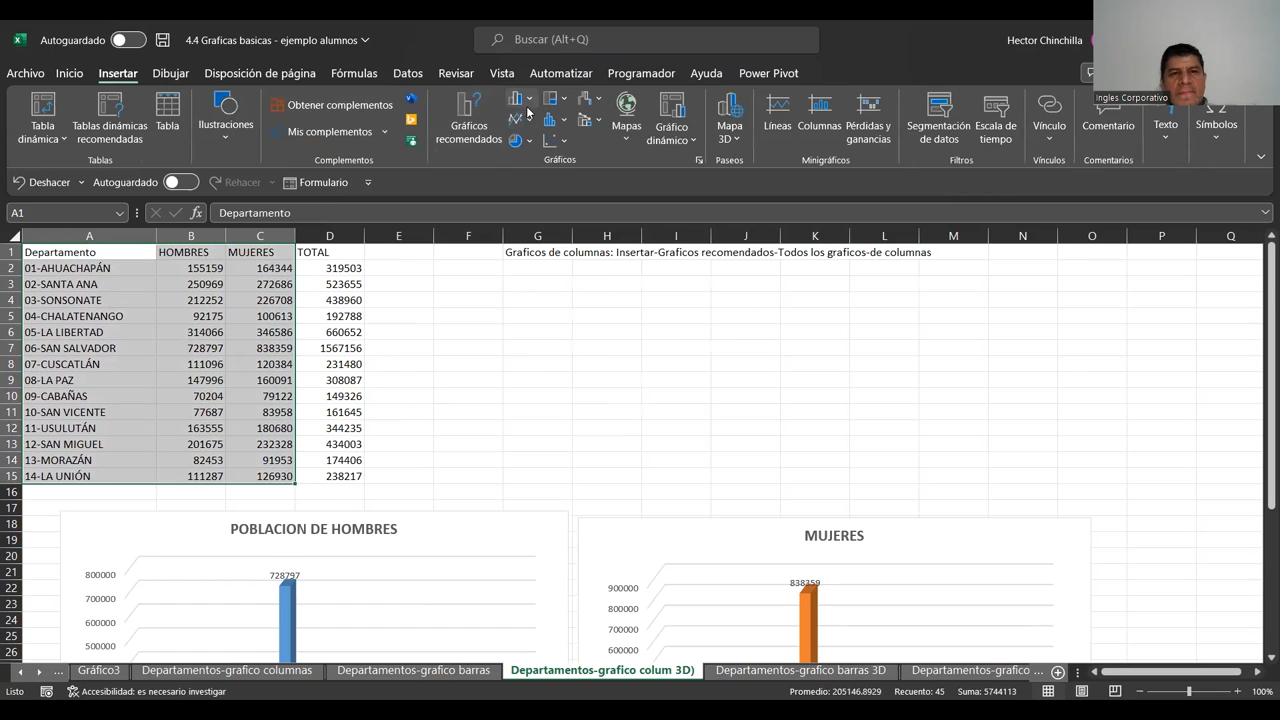 Autoguardado 4.4 Graficas basicas - ejemplo alumnos Buscar (Alt+Q) Hector Chinchilla
Archivo Inicio Insertar Dibujar Disposición de página Fórmulas Datos Revisar Vista Automatizar Programador Ayuda Power Pivot
Ingles Corporativo
Tabla dinámica
Tablas dinámicas recomendadas
Tabla
Tablas
Ilustraciones
Obtener complementos
Mis complementos
Complementos
Gráficos recomendados
Mapas
Gráfico dinámico
Gráficos
Mapa 3D
Paseos
Líneas
Columnas
Pérdidas y ganancias
Minigráficos
Segmentación de datos
Escala de tiempo
Filtros
Vínculo
Vínculos
Comentario
Comentarios
Texto
Símbolos
Deshacer Autoguardado Rehacer Formulario
A1 fx Departamento
A B C D E F G H I J K L M N O P Q
1 Departamento HOMBRES MUJERES TOTAL Graficos de columnas: Insertar-Graficos recomendados-Todos los graficos-de columnas
2 01-AHUACHAPÁN 155159 164344 319503
3 02-SANTA ANA 250969 272686 523655
4 03-SONSONATE 212252 226708 438960
5 04-CHALATENANGO 92175 100613 192788
6 05-LA LIBERTAD 314066 346586 660652
7 06-SAN SALVADOR 728797 838359 1567156
8 07-CUSCATLÁN 111096 120384 231480
9 08-LA PAZ 147996 160091 308087
10 09-CABAÑAS 70204 79122 149326
11 10-SAN VICENTE 77687 83958 161645
12 11-USULUTÁN 163555 180680 344235
13 12-SAN MIGUEL 201675 232328 434003
14 13-MORAZÁN 82453 91953 174406
15 14-LA UNIÓN 111287 126930 238217
16
17
18
19
20
21
22
23
24
25
26
POBLACION DE HOMBRES
800000
700000
600000
500000
728797
MUJERES
900000
800000
700000
600000
838359
... Gráfico3 Departamentos-grafico columnas Departamentos-grafico barras Departamentos-grafico colum 3D) Departamentos-grafico barras 3D Departamentos-grafico ...
Listo Accesibilidad: es necesario investigar Promedio: 205146.8929 Recuento: 45 Suma: 5744113 100%